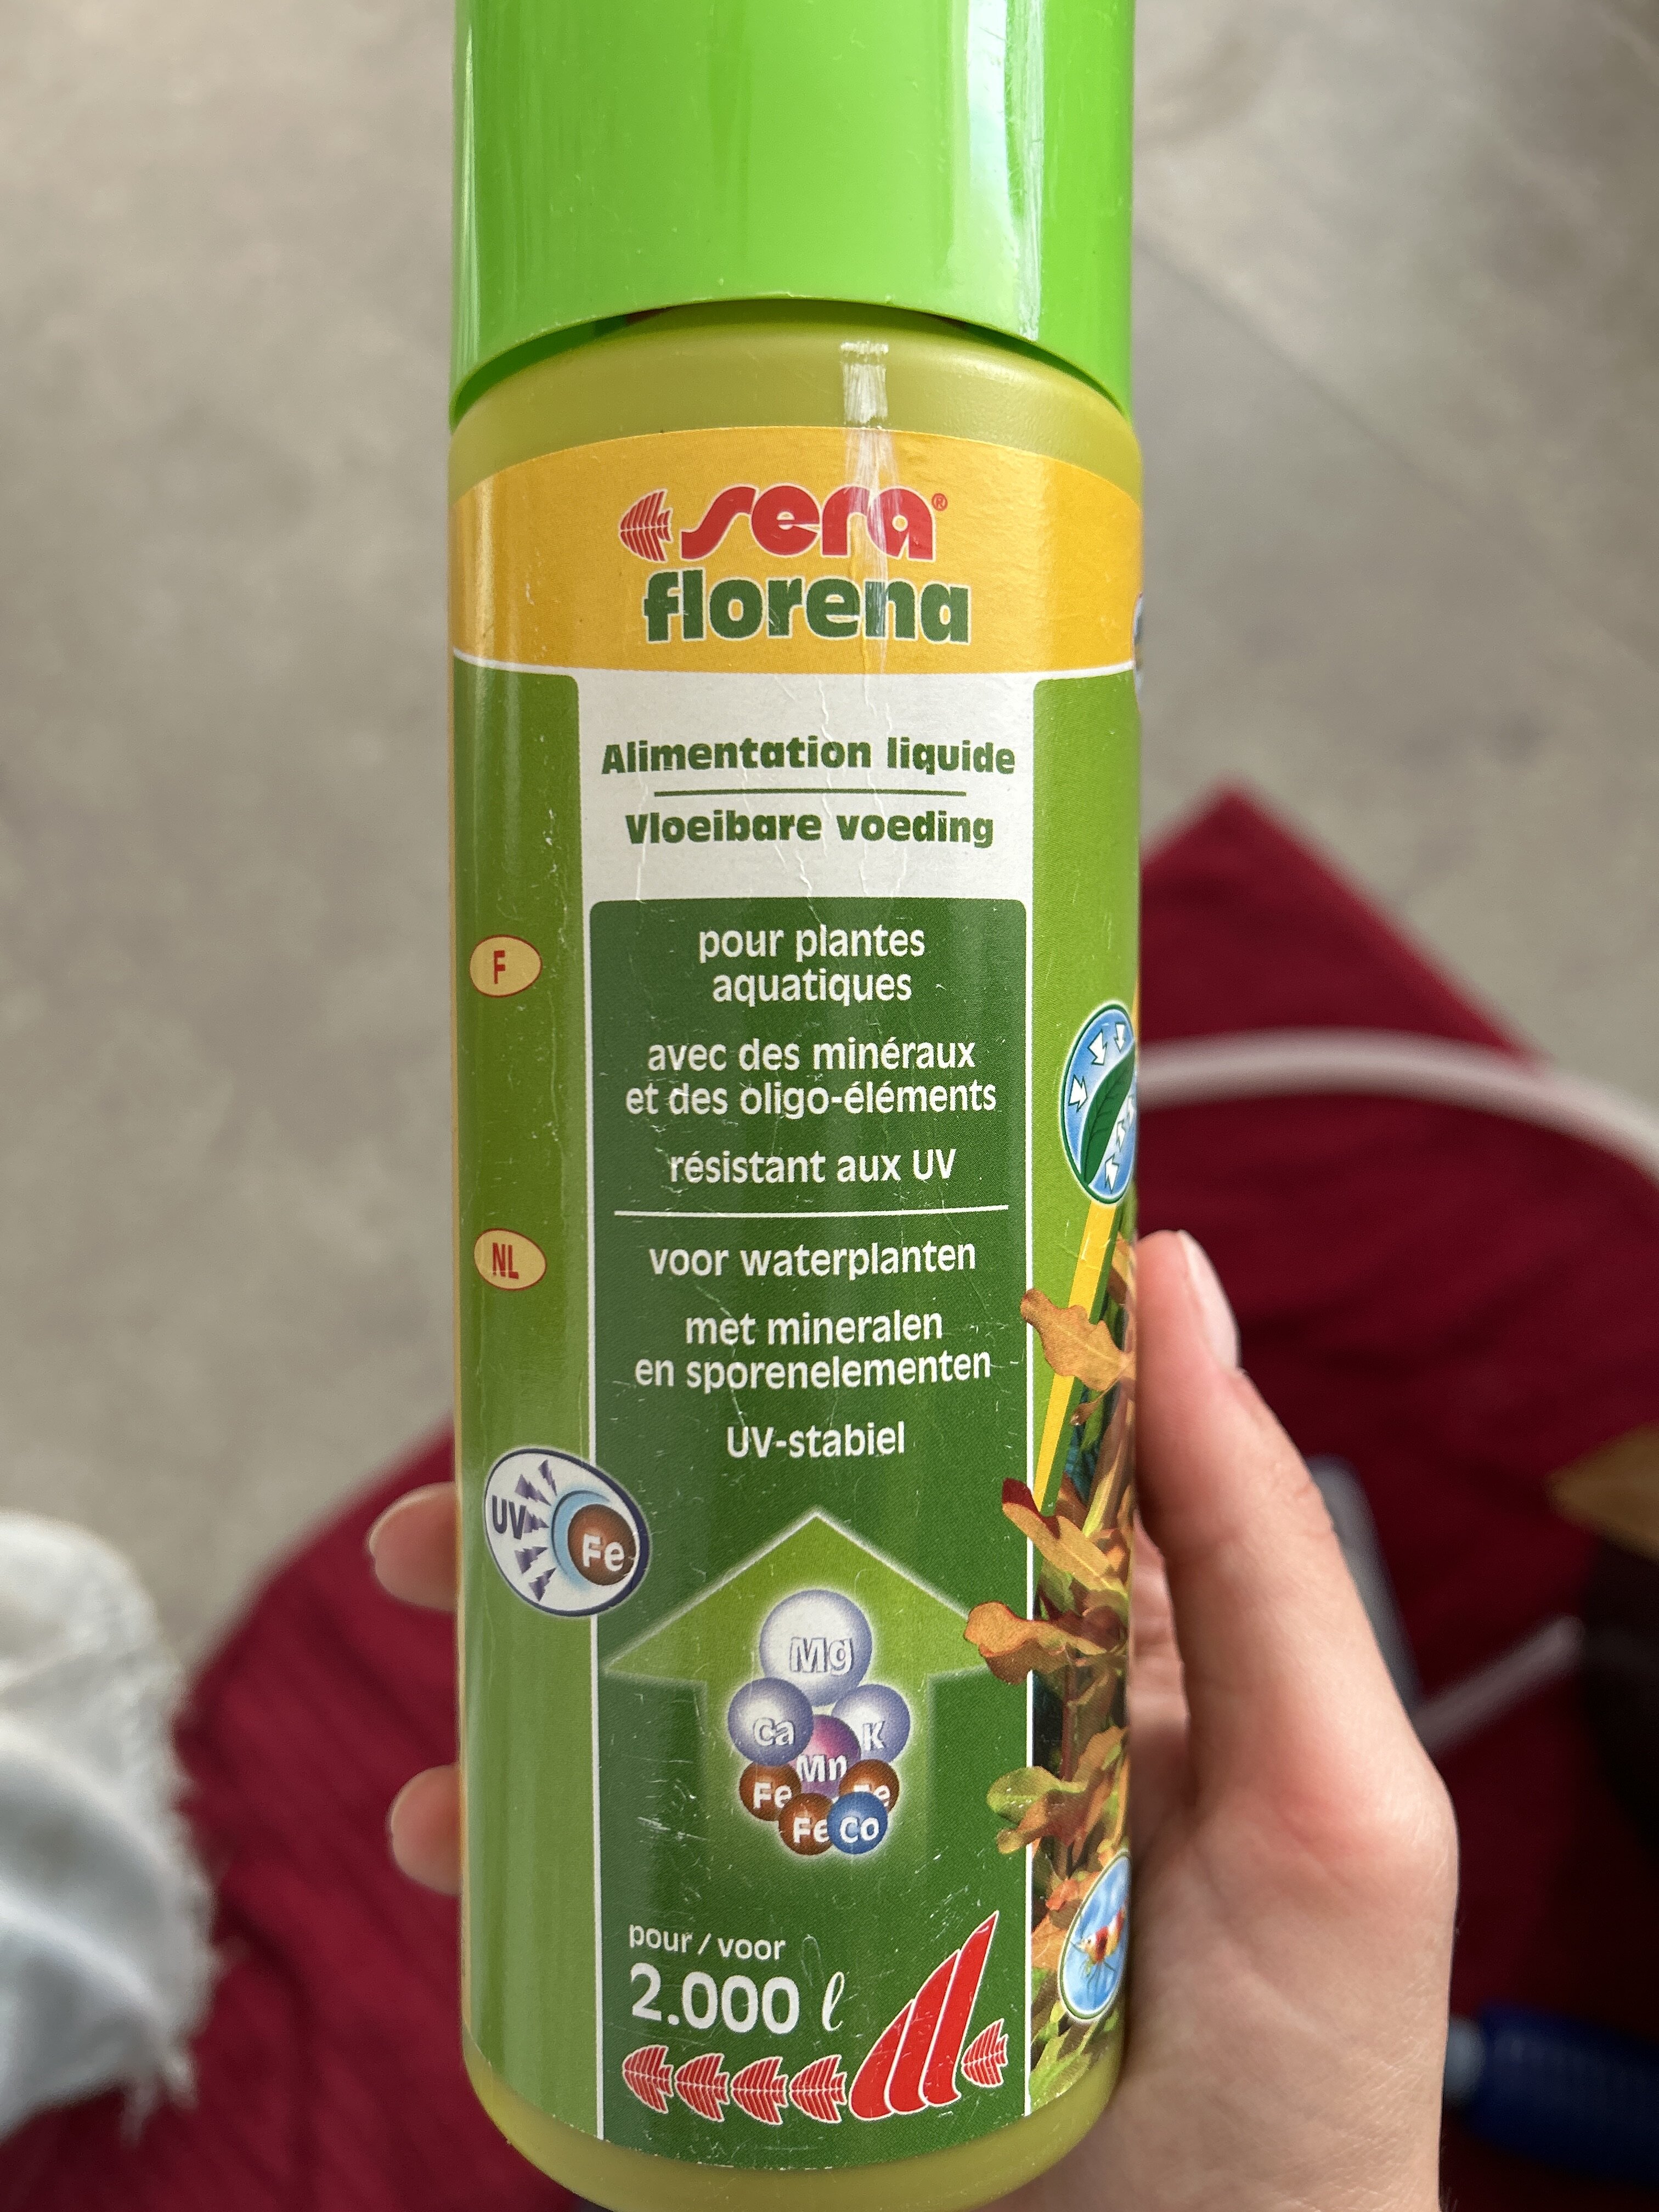 sera®
florena
Alimentation liquide
Vloeibare voeding
F
pour plantes
aquatiques
avec des minéraux
et des oligo-éléments
résistant aux UV
NL
voor waterplanten
met mineralen
en sporenelementen
UV-stabiel
UV Fe
Mg
Ca K
Mn
Fe Fe
Fe Co
pour / voor
2.000 ℓ